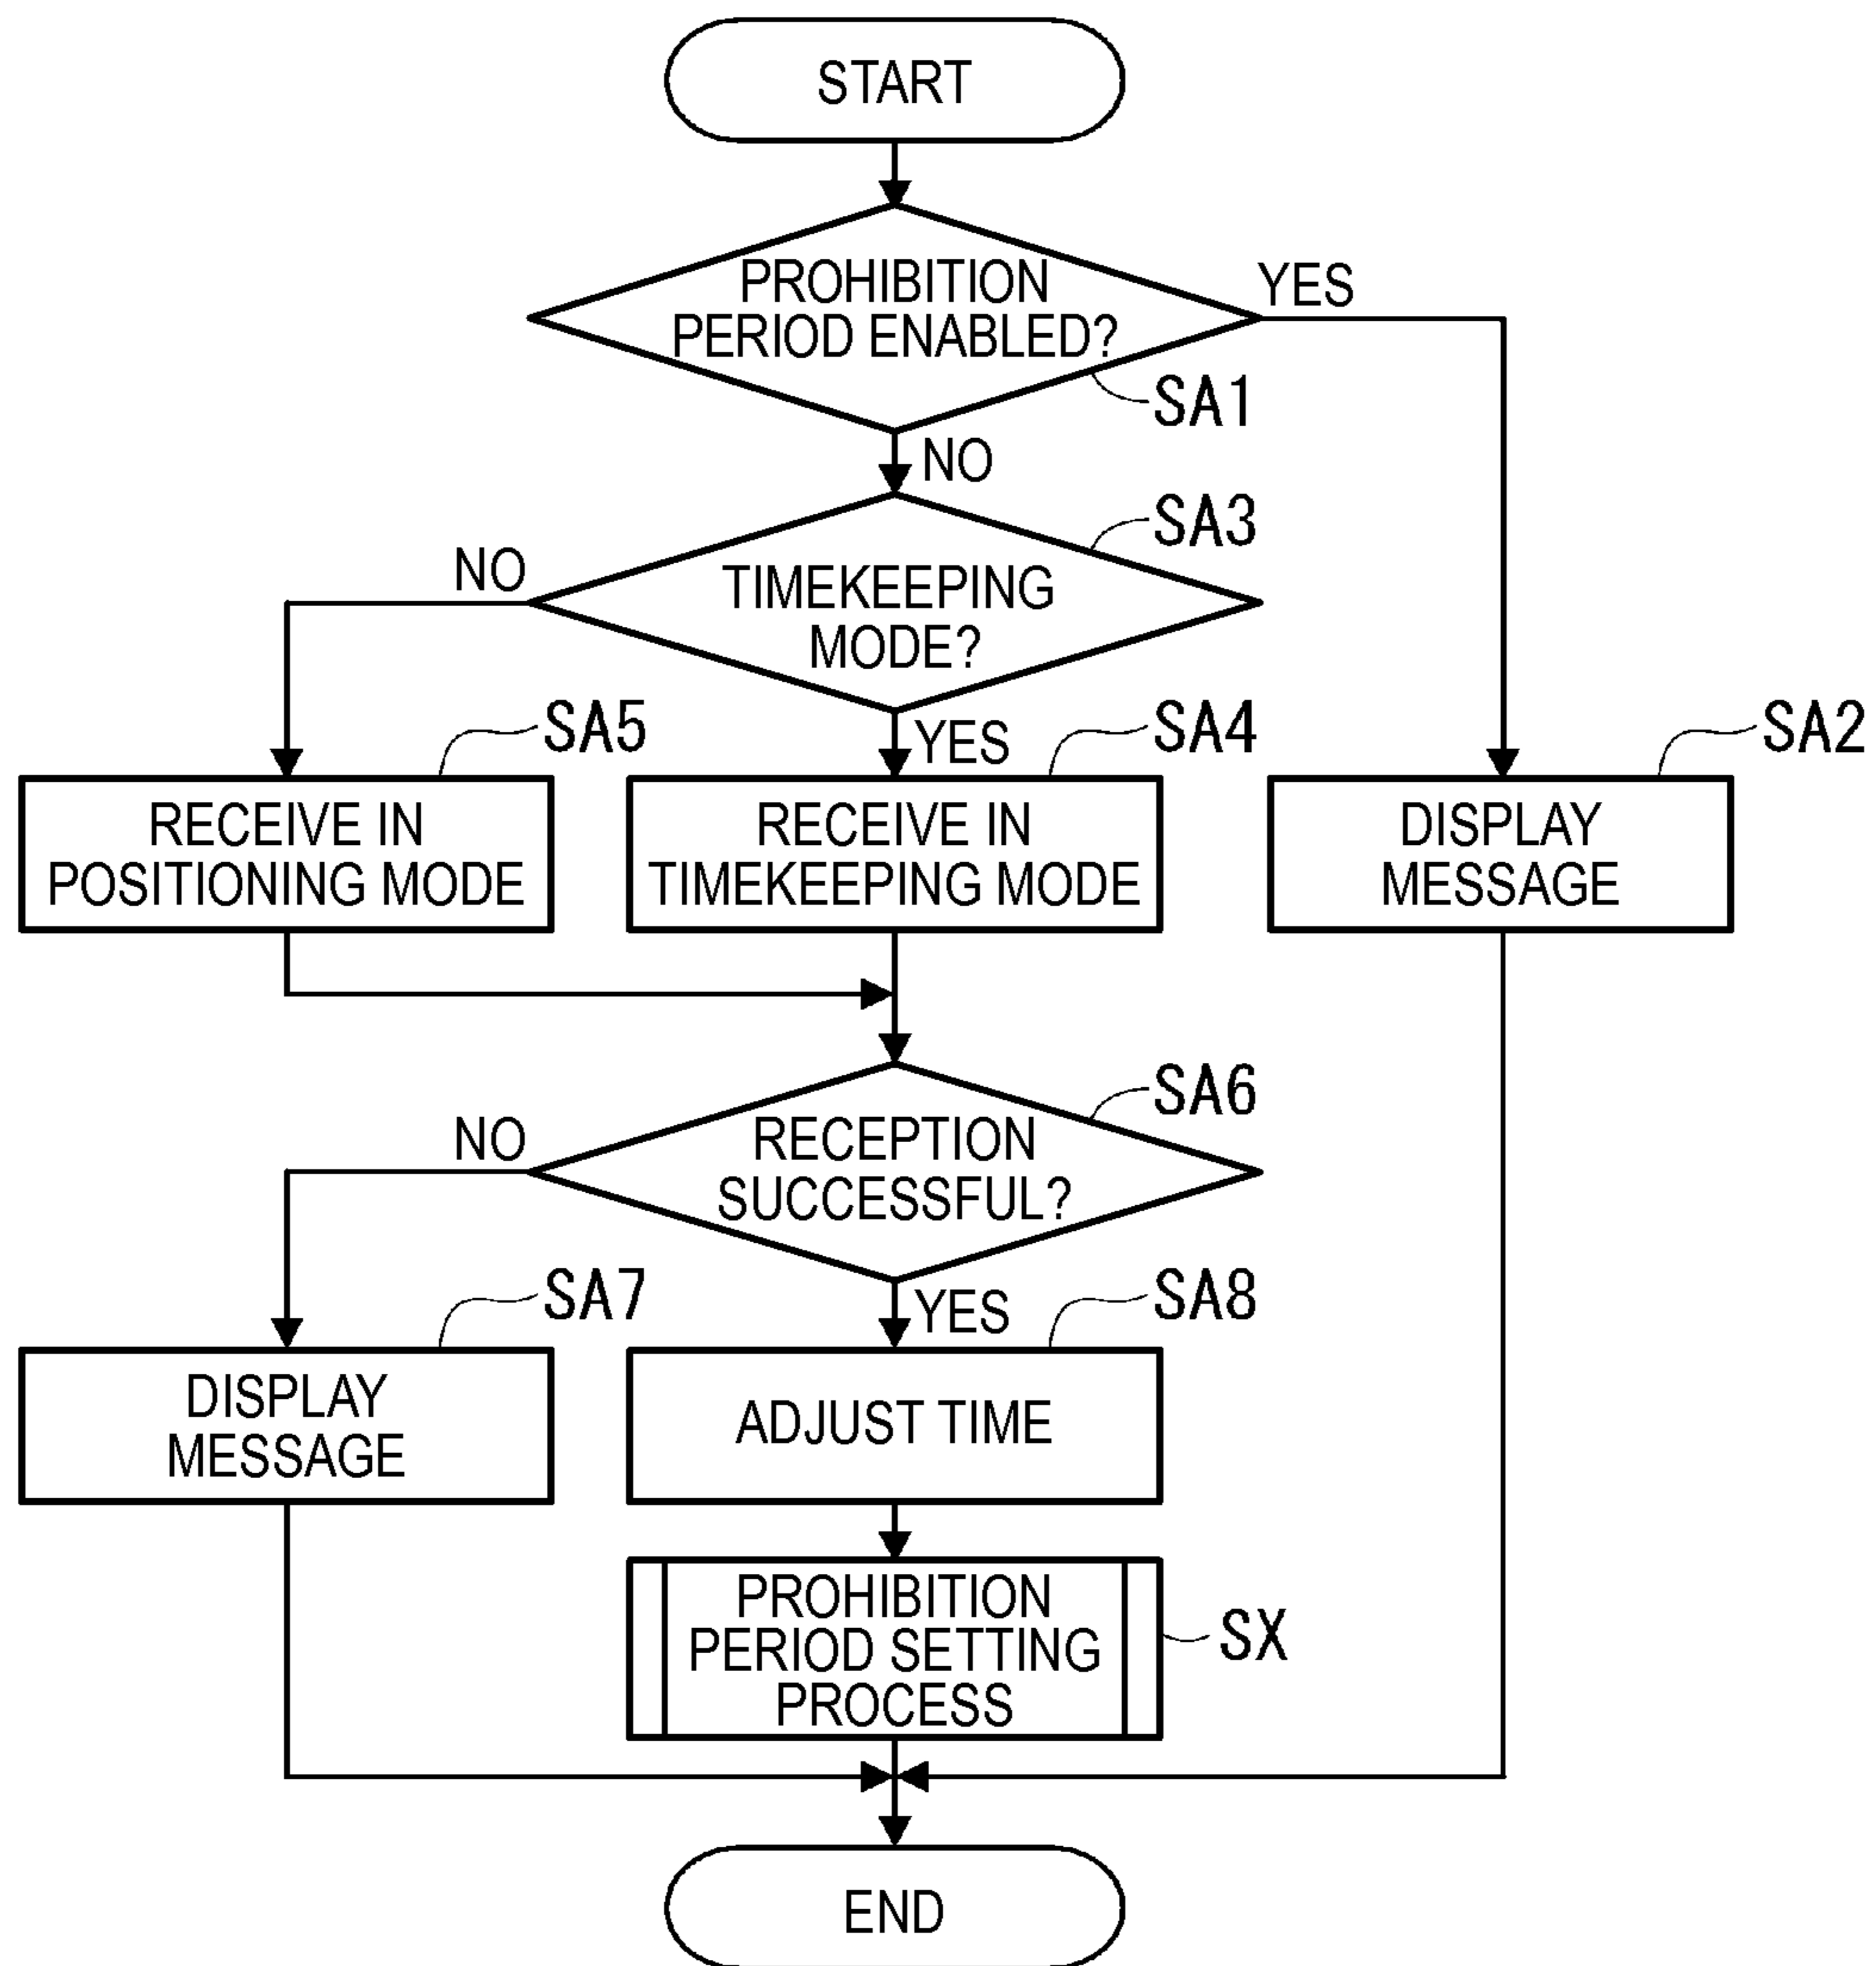 START
PROHIBITION
PERIOD ENABLED?
YES
SA1
NO
SA3
TIMEKEEPING
MODE?
NO
YES
SA5
SA4
SA2
RECEIVE IN
POSITIONING MODE
RECEIVE IN
TIMEKEEPING MODE
DISPLAY
MESSAGE
SA6
RECEPTION
SUCCESSFUL?
NO
YES
SA7
SA8
DISPLAY
MESSAGE
ADJUST TIME
PROHIBITION
PERIOD SETTING
PROCESS
SX
END